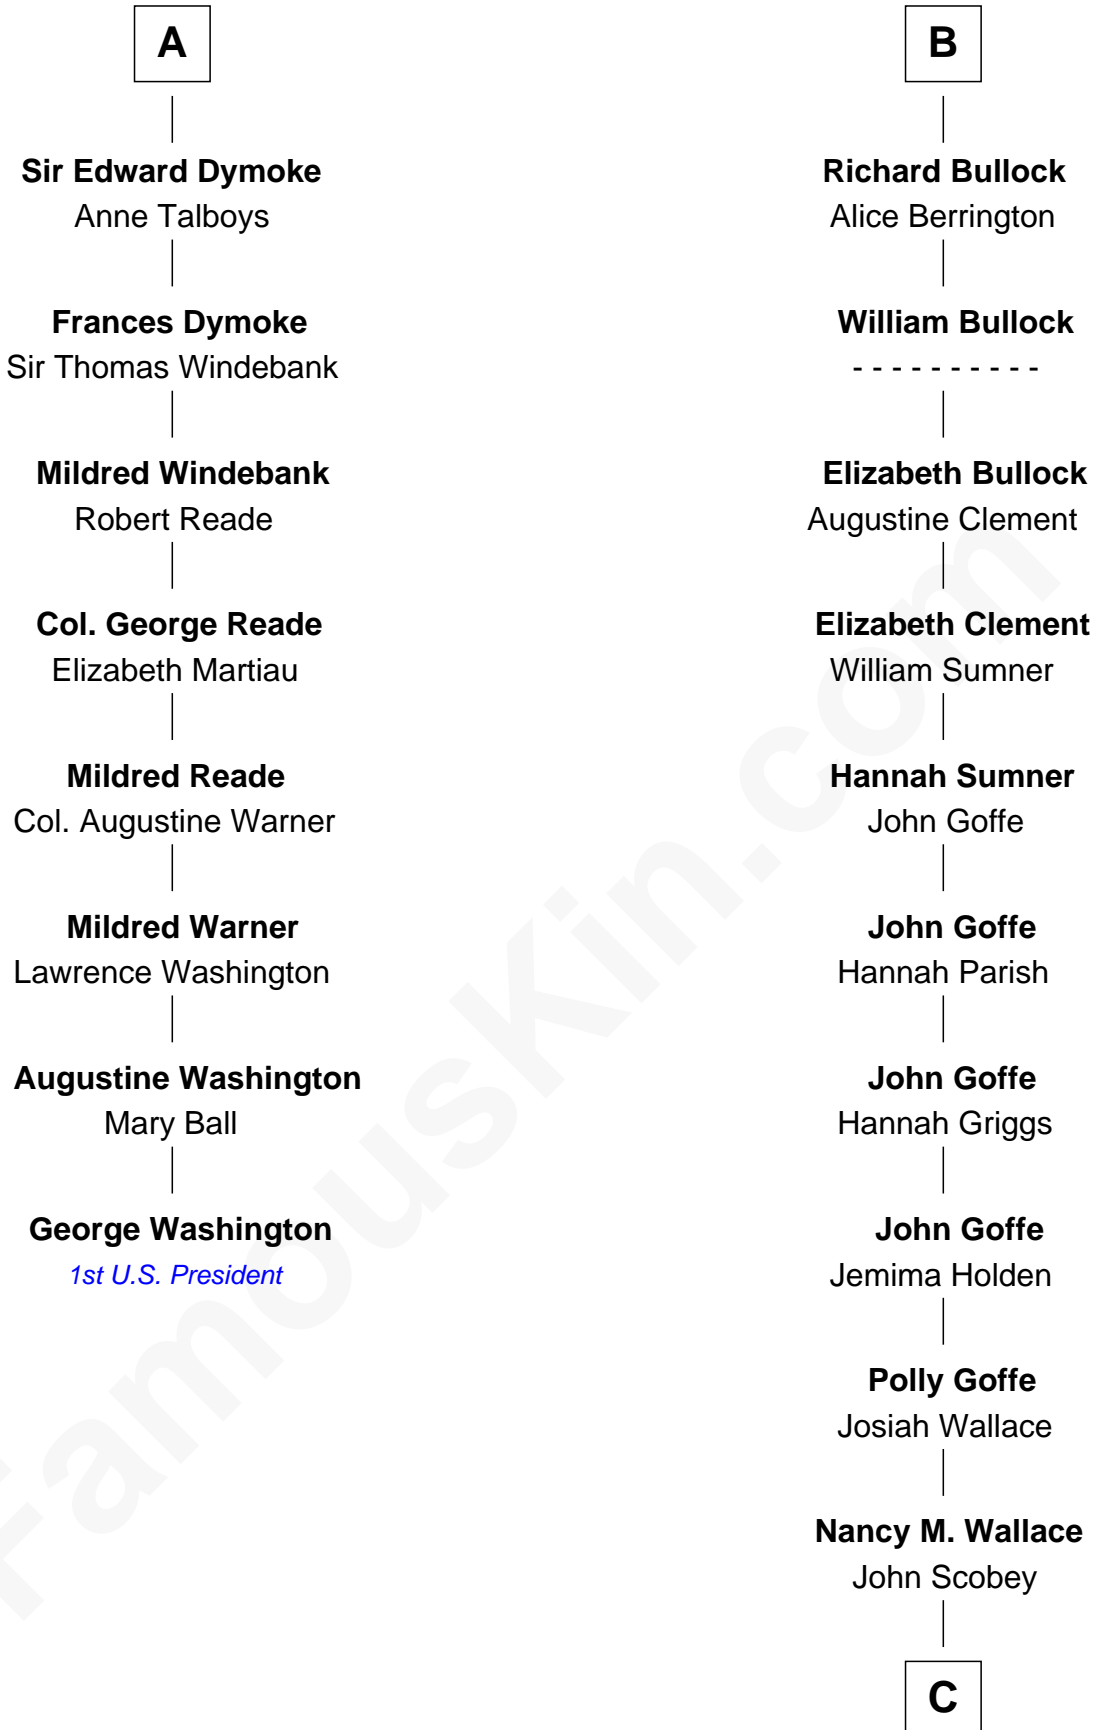 A
Sir Edward Dymoke
Anne Talboys
Frances Dymoke
Sir Thomas Windebank
Mildred Windebank
Robert Reade
Col. George Reade
Elizabeth Martiau
Mildred Reade
Col. Augustine Warner
Mildred Warner
Lawrence Washington
Augustine Washington
Mary Ball
George Washington
1st U.S. President
B
Richard Bullock
Alice Berrington
William Bullock
- - - - - - - - - -
Elizabeth Bullock
Augustine Clement
Elizabeth Clement
William Sumner
Hannah Sumner
John Goffe
John Goffe
Hannah Parish
John Goffe
Hannah Griggs
John Goffe
Jemima Holden
Polly Goffe
Josiah Wallace
Nancy M. Wallace
John Scobey
C
FamousKin.com